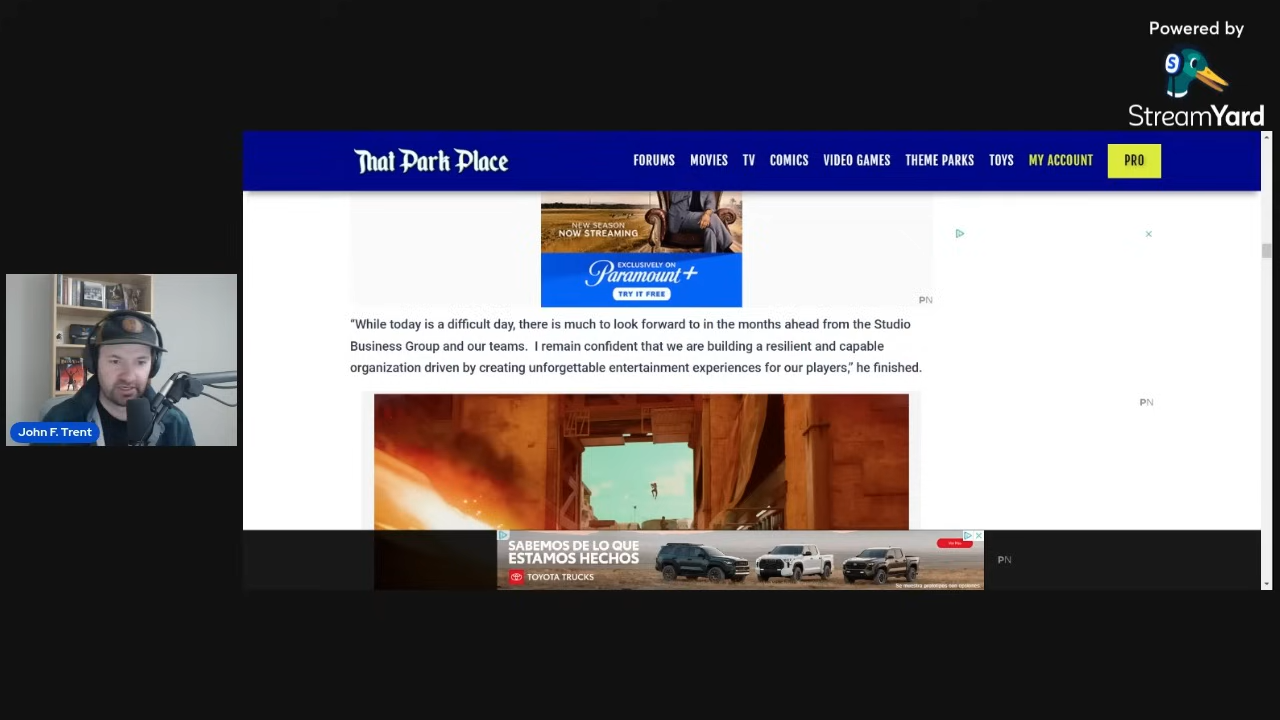 Powered by
S
StreamYard
That Park Place
FORUMS MOVIES TV COMICS VIDEO GAMES THEME PARKS TOYS MY ACCOUNT PRO
NEW SEASON
NOW STREAMING
EXCLUSIVELY ON
Paramount+
TRY IT FREE
PN
“While today is a difficult day, there is much to look forward to in the months ahead from the Studio
Business Group and our teams.  I remain confident that we are building a resilient and capable
organization driven by creating unforgettable entertainment experiences for our players,” he finished.
PN
John F. Trent
SABEMOS DE LO QUE
ESTAMOS HECHOS
TOYOTA TRUCKS
PN